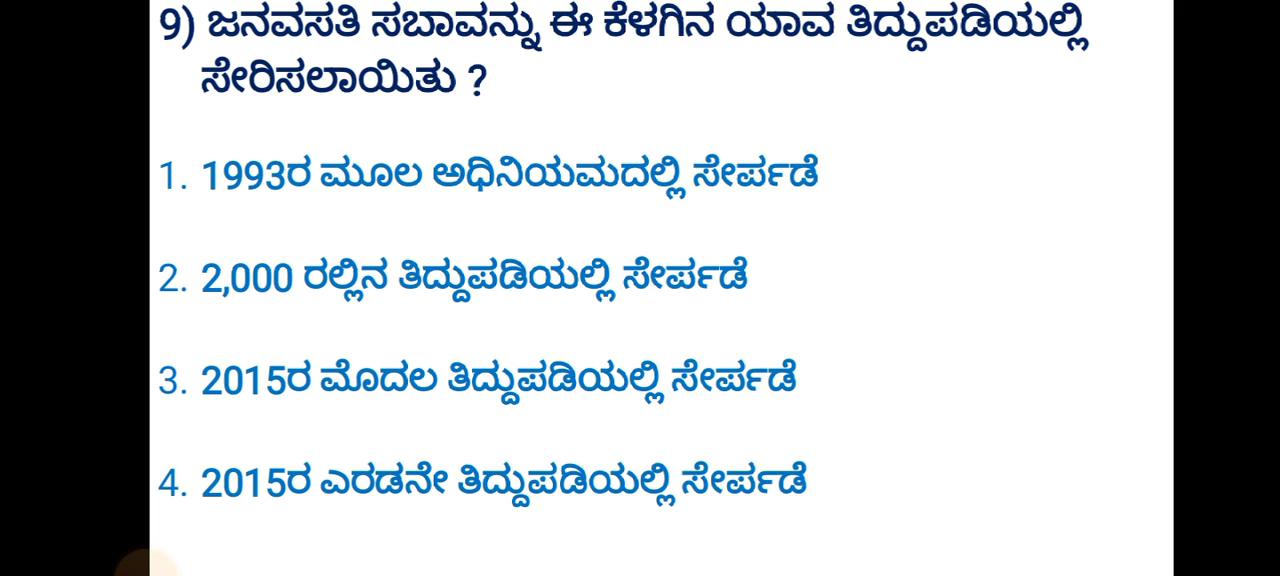 9) ಜನವಸತಿ ಸಬಾವನ್ನು ಈ ಕೆಳಗಿನ ಯಾವ ತಿದ್ದುಪಡಿಯಲ್ಲಿ
ಸೇರಿಸಲಾಯಿತು ?
1. 1993ರ ಮೂಲ ಅಧಿನಿಯಮದಲ್ಲಿ ಸೇರ್ಪಡೆ
2. 2,000 ರಲ್ಲಿನ ತಿದ್ದುಪಡಿಯಲ್ಲಿ ಸೇರ್ಪಡೆ
3. 2015ರ ಮೊದಲ ತಿದ್ದುಪಡಿಯಲ್ಲಿ ಸೇರ್ಪಡೆ
4. 2015ರ ಎರಡನೇ ತಿದ್ದುಪಡಿಯಲ್ಲಿ ಸೇರ್ಪಡೆ